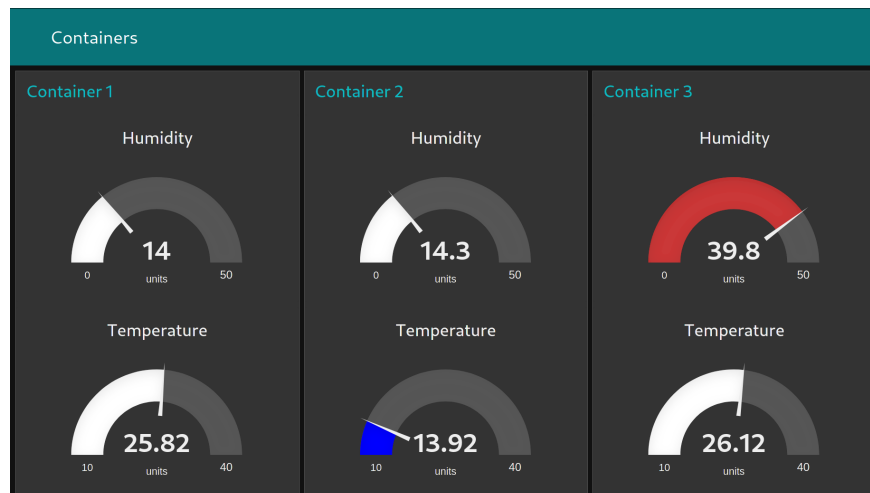 Containers
Container 1
Humidity
14
0
units
50
Temperature
25.82
10
units
40
Container 2
Humidity
14.3
0
units
50
Temperature
13.92
10
units
40
Container 3
Humidity
39.8
0
units
50
Temperature
26.12
10
units
40